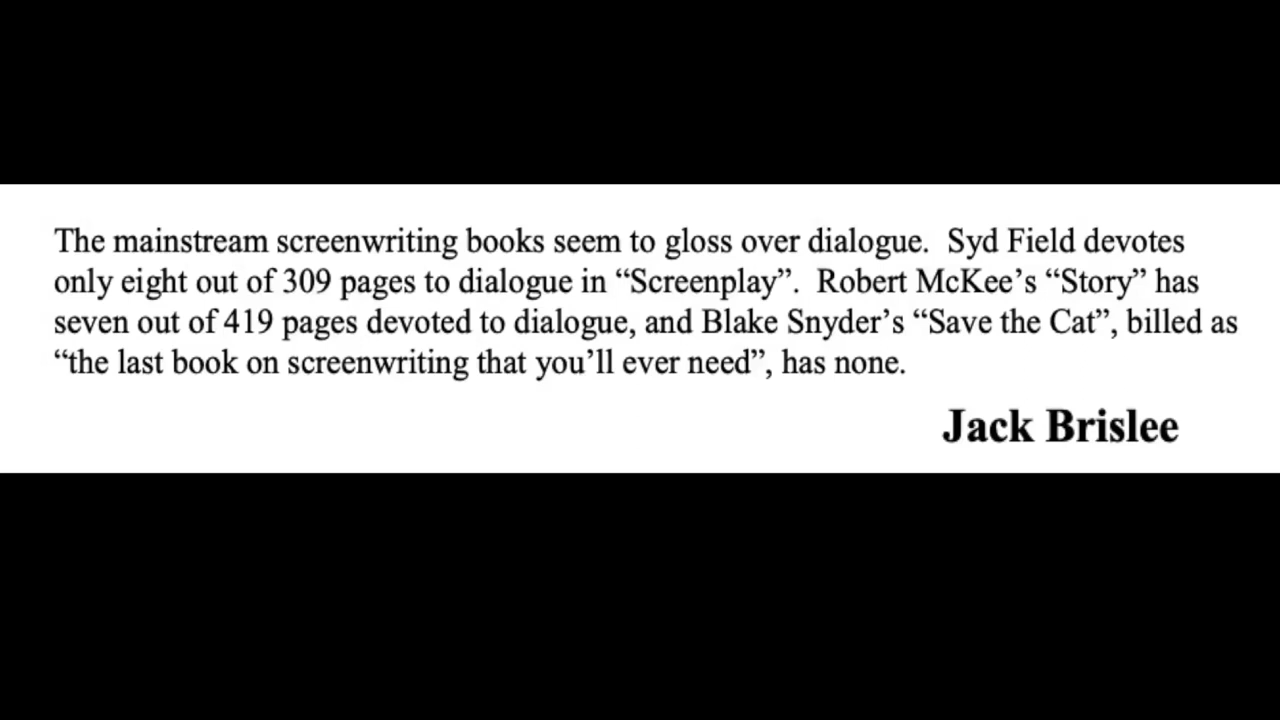 The mainstream screenwriting books seem to gloss over dialogue.  Syd Field devotes
only eight out of 309 pages to dialogue in “Screenplay”.  Robert McKee’s “Story” has
seven out of 419 pages devoted to dialogue, and Blake Snyder’s “Save the Cat”, billed as
“the last book on screenwriting that you’ll ever need”, has none.
Jack Brislee